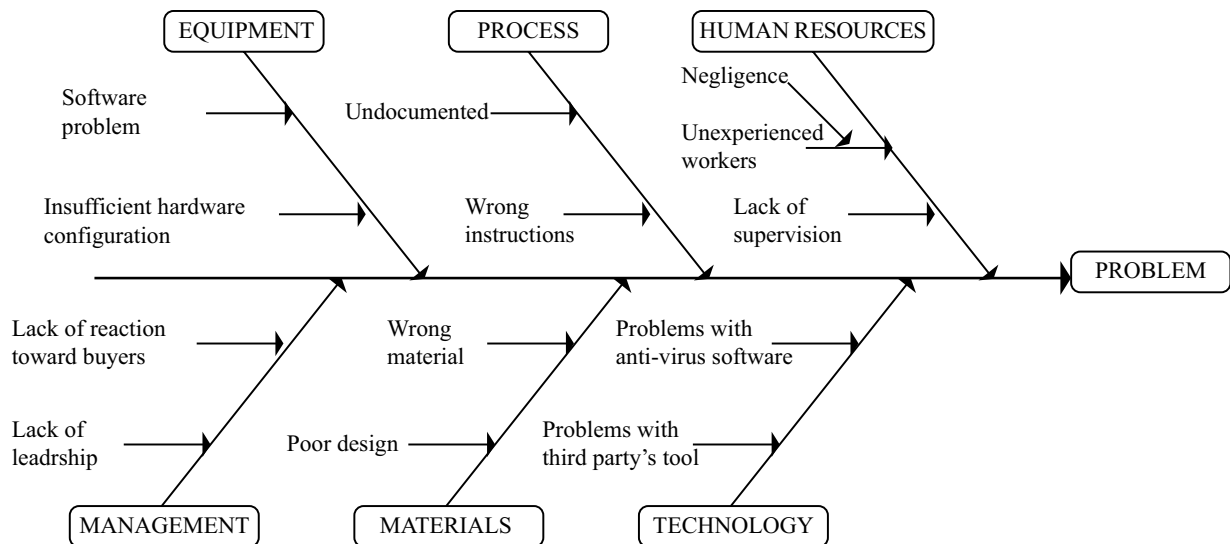 EQUIPMENT
PROCESS
HUMAN RESOURCES
Software
problem
Undocumented
Negligence
Unexperienced
workers
Insufficient hardware
configuration
Wrong
instructions
Lack of
supervision
PROBLEM
Lack of reaction
toward buyers
Wrong
material
Problems with
anti-virus software
Lack of
leadrship
Poor design
Problems with
third party’s tool
MANAGEMENT
MATERIALS
TECHNOLOGY